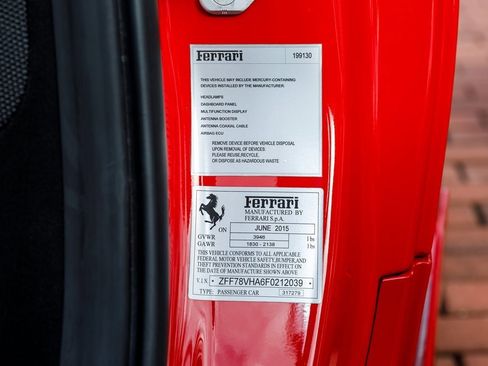 Ferrari 199130
THIS VEHICLE MAY INCLUDE MERCURY-CONTAINING
DEVICES INSTALLED BY THE MANUFACTURER:
HEADLAMPS
DASHBOARD PANEL
MULTIFUNCTION DISPLAY
ANTENNA BOOSTER
ANTENNA COAXIAL CABLE
AIRBAG ECU
REMOVE DEVICE BEFORE VEHICLE DISPOSAL
UPON REMOVAL OF DEVICES
PLEASE REUSE,RECYCLE,
OR DISPOSE AS HAZARDOUS WASTE
Ferrari
MANUFACTURED BY
FERRARI S.p.A.
ON JUNE 2015
GVWR 3946 lbs
GAWR 1830 - 2138 lbs
THIS VEHICLE CONFORMS TO ALL APPLICABLE
FEDERAL MOTOR VEHICLE SAFETY,BUMPER,AND
THEFT PREVENTION STANDARDS IN EFFECT ON
THE DATE OF MANUFACTURE SHOWN ABOVE
V.I.N. * ZFF78VHA6F0212039 *
TYPE: PASSENGER CAR 317279